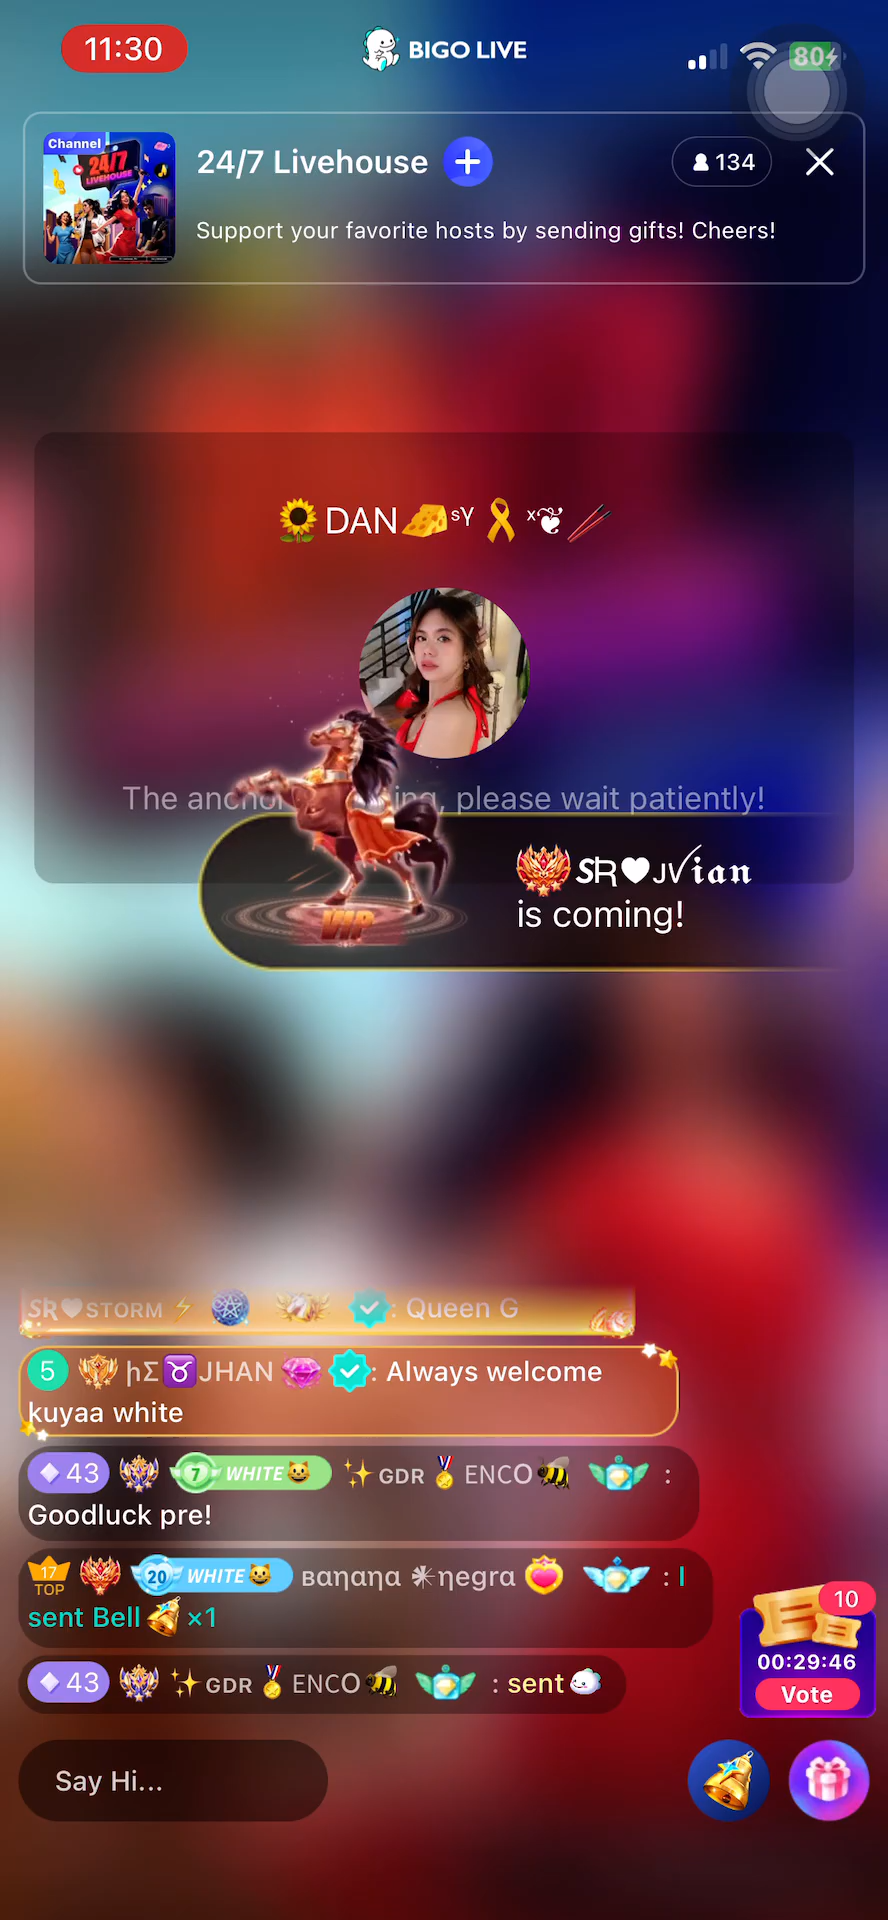 11:30
BIGO LIVE
80
Channel
24/7
LIVEHOUSE
24/7 Livehouse
134
Support your favorite hosts by sending gifts! Cheers!
🌻DAN🧀ˢY🎗️ˣ❦🥢
The anchor ing, please wait patiently!
VIP
SR♥JVian
is coming!
SR♥STORM⚡ : Queen G
5 ϦΣ♉JHAN : Always welcome
kuyaa white
43 7 WHITE😺 ✨GDR🏅ENCO🐝 :
Goodluck pre!
17
TOP
20 WHITE😺 вαηαηα ⁕ηegrα : I
sent Bell ×1
43 ✨GDR🏅ENCO🐝 : sent
10
00:29:46
Vote
Say Hi...